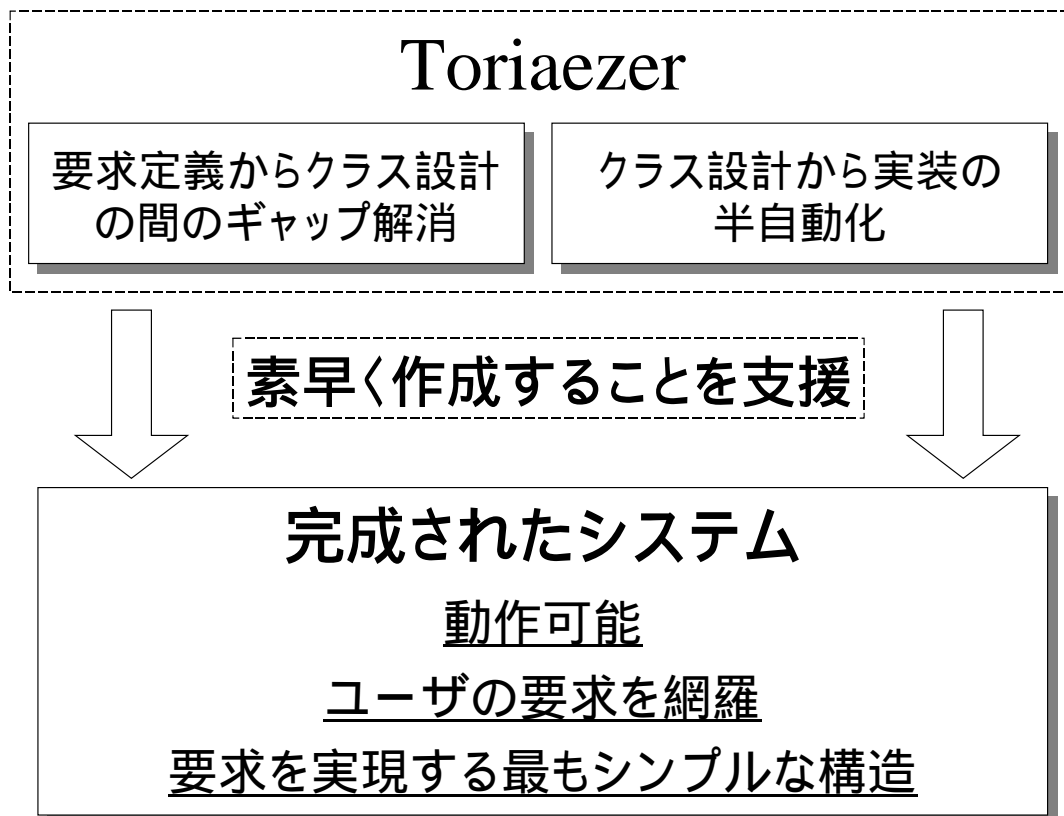 Toriaezer
要求定義からクラス設計
の間のギャップ解消
クラス設計から実装の
半自動化
素早く作成することを支援
完成されたシステム
動作可能
ユーザの要求を網羅
要求を実現する最もシンプルな構造